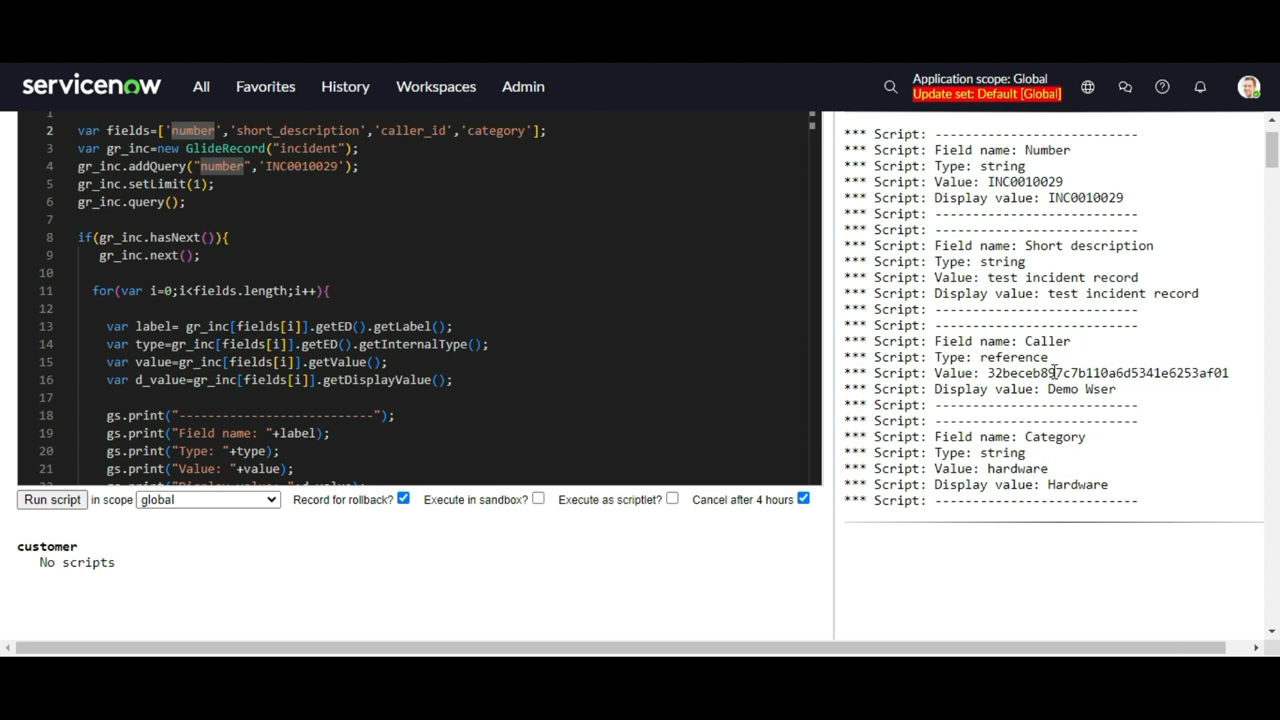 servicenow All Favorites History Workspaces Admin Application scope: Global
Update set: Default [Global]
1
2 var fields=['number','short_description','caller_id','category'];
3 var gr_inc=new GlideRecord("incident");
4 gr_inc.addQuery("number",'INC0010029');
5 gr_inc.setLimit(1);
6 gr_inc.query();
7
8 if(gr_inc.hasNext()){
9 gr_inc.next();
10
11 for(var i=0;i<fields.length;i++){
12
13 var label= gr_inc[fields[i]].getED().getLabel();
14 var type=gr_inc[fields[i]].getED().getInternalType();
15 var value=gr_inc[fields[i]].getValue();
16 var d_value=gr_inc[fields[i]].getDisplayValue();
17
18 gs.print("--------------------------");
19 gs.print("Field name: "+label);
20 gs.print("Type: "+type);
21 gs.print("Value: "+value);
Run script in scope global Record for rollback? Execute in sandbox? Execute as scriptlet? Cancel after 4 hours
customer
No scripts
*** Script: ---------------------------
*** Script: Field name: Number
*** Script: Type: string
*** Script: Value: INC0010029
*** Script: Display value: INC0010029
*** Script: ---------------------------
*** Script: ---------------------------
*** Script: Field name: Short description
*** Script: Type: string
*** Script: Value: test incident record
*** Script: Display value: test incident record
*** Script: ---------------------------
*** Script: ---------------------------
*** Script: Field name: Caller
*** Script: Type: reference
*** Script: Value: 32beceb897c7b110a6d5341e6253af01
*** Script: Display value: Demo Wser
*** Script: ---------------------------
*** Script: ---------------------------
*** Script: Field name: Category
*** Script: Type: string
*** Script: Value: hardware
*** Script: Display value: Hardware
*** Script: ---------------------------